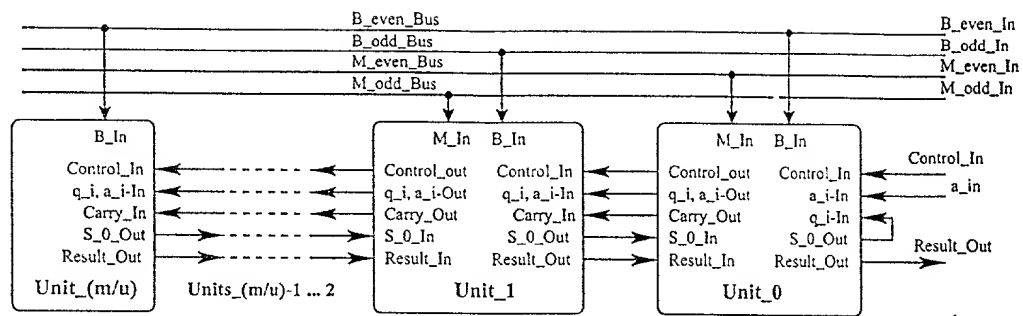 B_even_Bus B_even_In
B_odd_Bus B_odd_In
M_even_Bus M_even_In
M_odd_Bus M_odd_In
B_In M_In B_In M_In B_In
Control_In Control_out Control_In Control_out Control_In Control_In
q_i, a_i-In q_i, a_i-Out q_i, a_i-In q_i, a_i-Out a_i-In a_in
Carry_In Carry_Out Carry_In Carry_Out q_i-In
S_0_Out S_0_In S_0_Out S_0_In S_0_Out
Result_Out Result_In Result_Out Result_In Result_Out Result_Out
Unit_(m/u) Units_(m/u)-1 ... 2 Unit_1 Unit_0